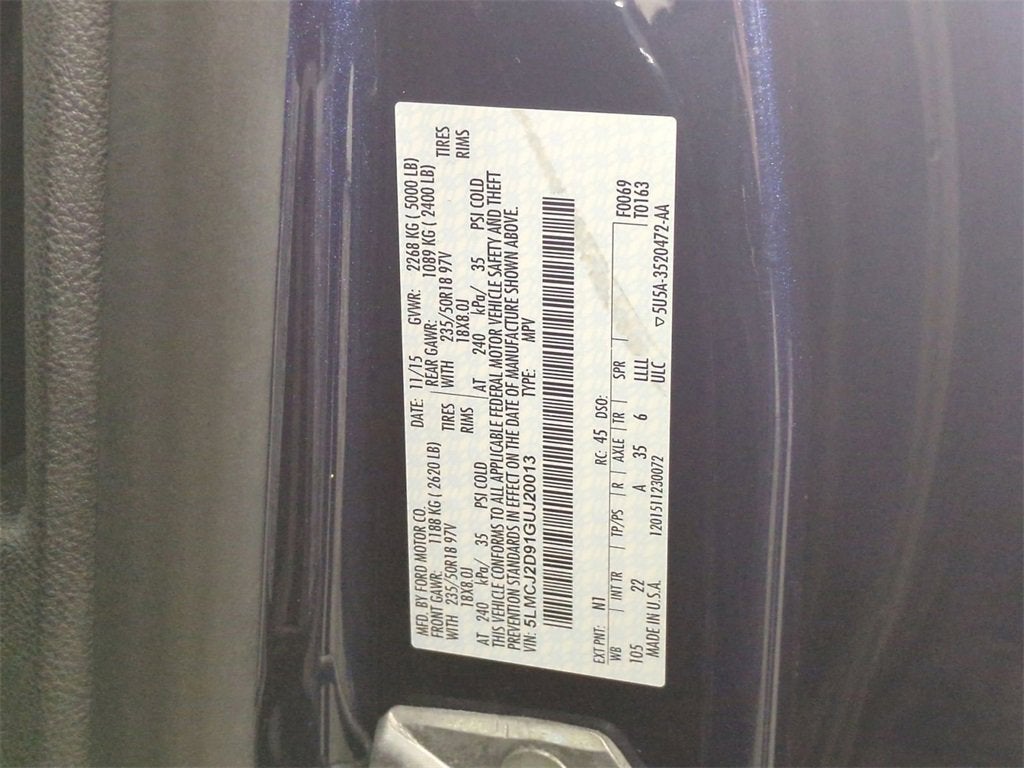 MFD. BY FORD MOTOR CO. DATE: 11/15 GVWR: 2268 KG ( 5000 LB)
FRONT GAWR: 1188 KG ( 2620 LB) REAR GAWR: 1089 KG ( 2400 LB)
WITH 235/50R18 97V TIRES WITH 235/50R18 97V TIRES
18X8.0J RIMS 18X8.0J RIMS
AT 240 kPa/ 35 PSI COLD AT 240 kPa/ 35 PSI COLD
THIS VEHICLE CONFORMS TO ALL APPLICABLE FEDERAL MOTOR VEHICLE SAFETY AND THEFT
PREVENTION STANDARDS IN EFFECT ON THE DATE OF MANUFACTURE SHOWN ABOVE.
VIN: 5LMCJ2D91GUJ20013 TYPE: MPV
EXT PNT: N1 RC: 45 DSO: F0069
WB INT TR TP/PS R AXLE TR SPR T0163
105 22 A 35 6 LLLL
MADE IN U.S.A. 1201511230072 ULC ▽5U5A-3520472-AA